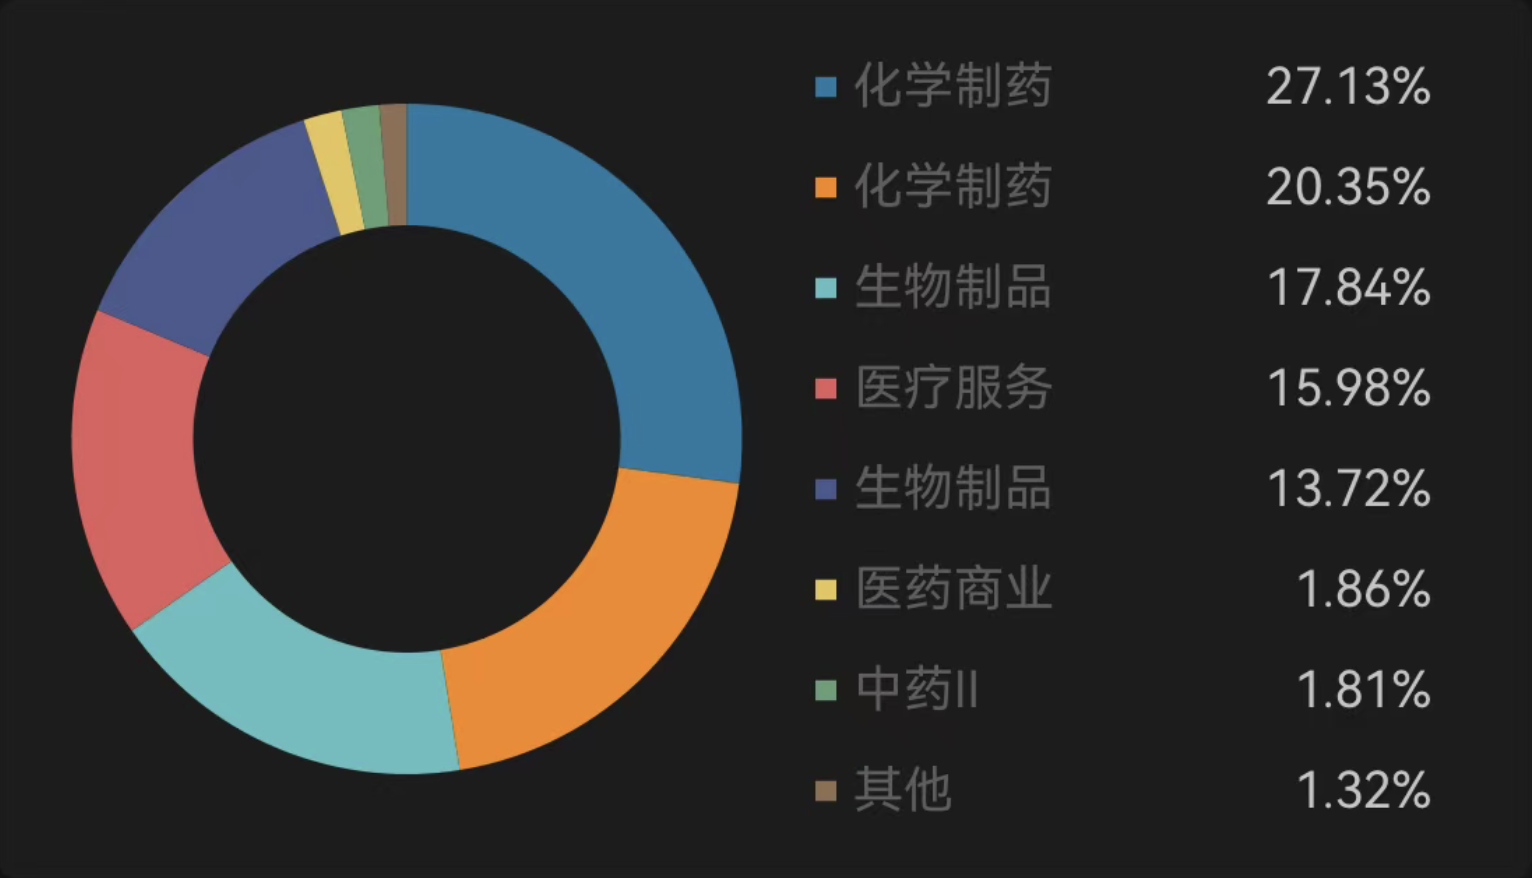 化学制药 27.13%
化学制药 20.35%
生物制品 17.84%
医疗服务 15.98%
生物制品 13.72%
医药商业 1.86%
中药II 1.81%
其他 1.32%